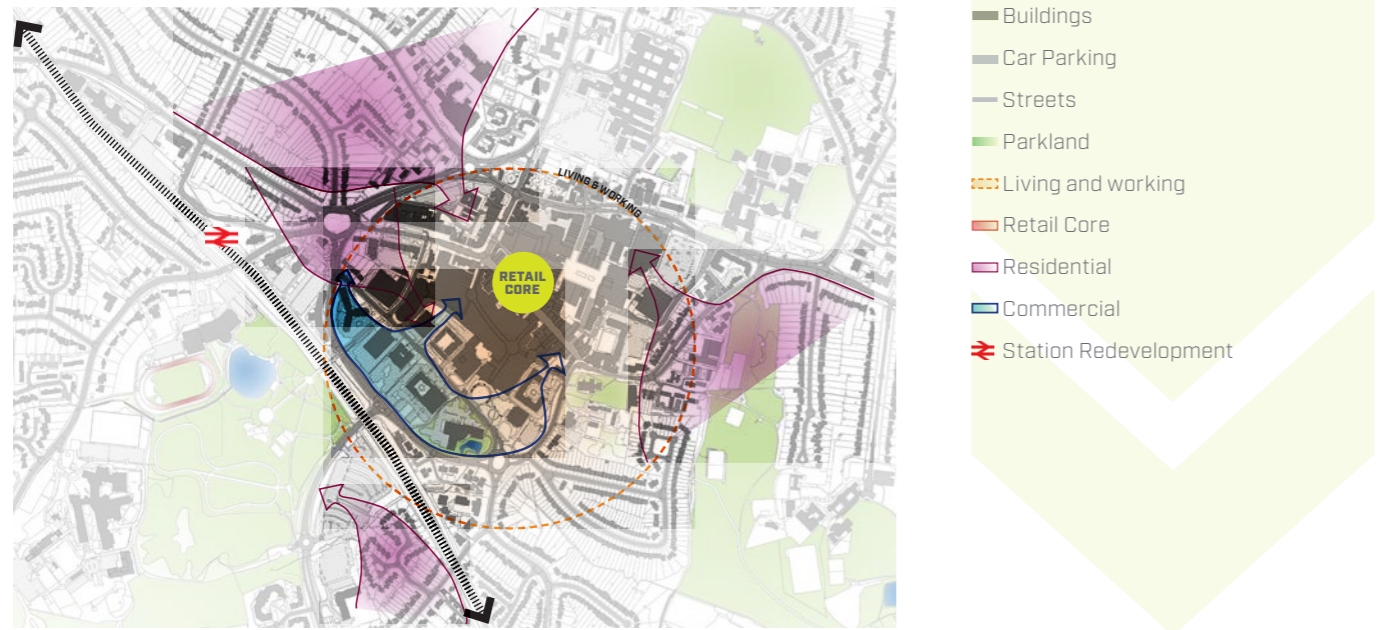 LIVING & WORKING
RETAIL
CORE
Buildings
Car Parking
Streets
Parkland
Living and working
Retail Core
Residential
Commercial
Station Redevelopment